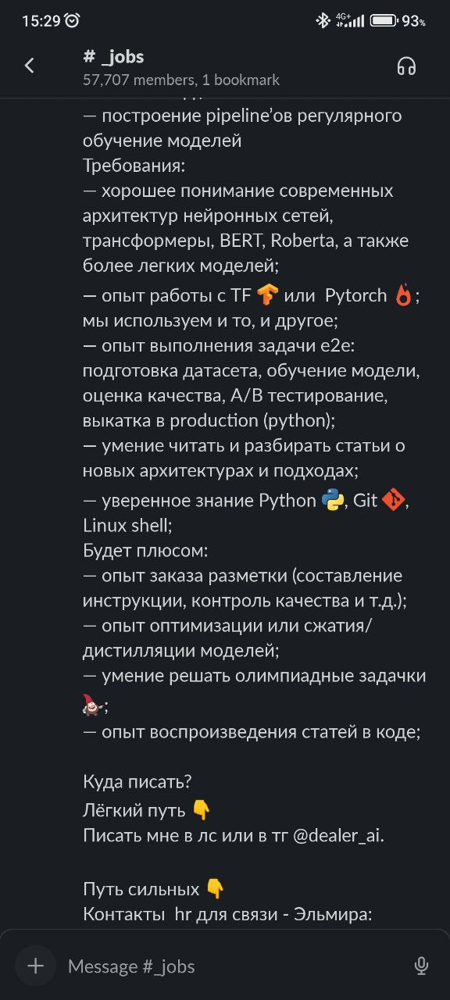 15:29 4G+ 93%
# _jobs
57,707 members, 1 bookmark
— построение pipeline’ов регулярного
обучение моделей
Требования:
— хорошее понимание современных
архитектур нейронных сетей,
трансформеры, BERT, Roberta, а также
более легких моделей;
— опыт работы с TF или Pytorch ;
мы используем и то, и другое;
— опыт выполнения задачи e2e:
подготовка датасета, обучение модели,
оценка качества, A/B тестирование,
выкатка в production (python);
— умение читать и разбирать статьи о
новых архитектурах и подходах;
— уверенное знание Python , Git ,
Linux shell;
Будет плюсом:
— опыт заказа разметки (составление
инструкции, контроль качества и т.д.);
— опыт оптимизации или сжатия/
дистилляции моделей;
— умение решать олимпиадные задачки
;
— опыт воспроизведения статей в коде;
Куда писать?
Лёгкий путь 👇
Писать мне в лс или в тг @dealer_ai.
Путь сильных 👇
Контакты hr для связи - Эльмира:
Message #_jobs